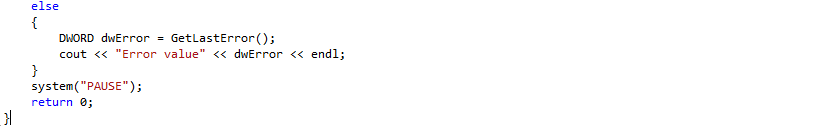 else
{
DWORD dwError = GetLastError();
cout << "Error value" << dwError << endl;
}
system("PAUSE");
return 0;
}